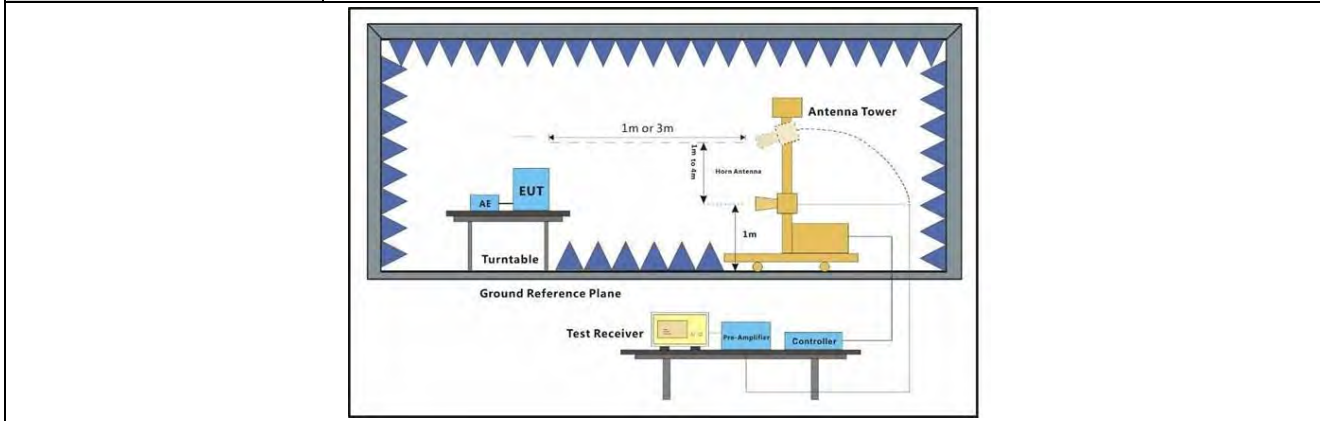 Antenna Tower
1m or 3m
1m to 4m
Horn Antenna
EUT
AE
1m
Turntable
Ground Reference Plane
Test Receiver
Pre-Amplifier
Controller